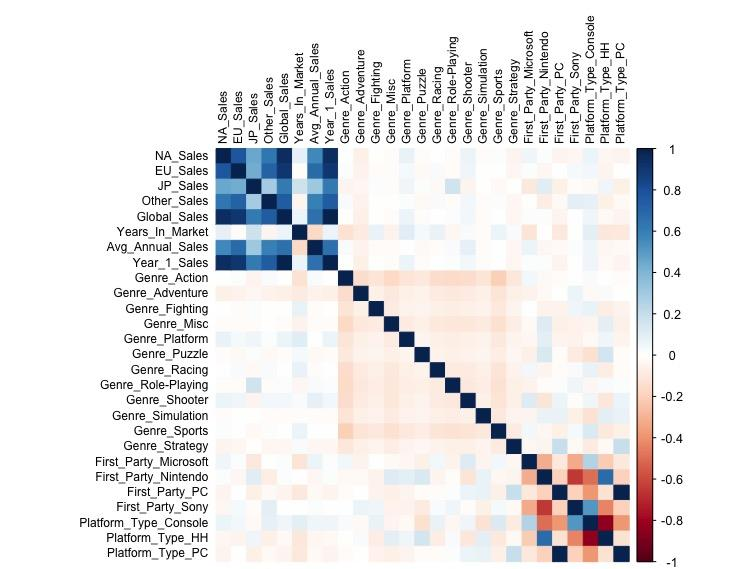 NA_Sales
EU_Sales
JP_Sales
Other_Sales
Global_Sales
Years_In_Market
Avg_Annual_Sales
Year_1_Sales
Genre_Action
Genre_Adventure
Genre_Fighting
Genre_Misc
Genre_Platform
Genre_Puzzle
Genre_Racing
Genre_Role-Playing
Genre_Shooter
Genre_Simulation
Genre_Sports
Genre_Strategy
First_Party_Microsoft
First_Party_Nintendo
First_Party_PC
First_Party_Sony
Platform_Type_Console
Platform_Type_HH
Platform_Type_PC
NA_Sales
EU_Sales
JP_Sales
Other_Sales
Global_Sales
Years_In_Market
Avg_Annual_Sales
Year_1_Sales
Genre_Action
Genre_Adventure
Genre_Fighting
Genre_Misc
Genre_Platform
Genre_Puzzle
Genre_Racing
Genre_Role-Playing
Genre_Shooter
Genre_Simulation
Genre_Sports
Genre_Strategy
First_Party_Microsoft
First_Party_Nintendo
First_Party_PC
First_Party_Sony
Platform_Type_Console
Platform_Type_HH
Platform_Type_PC
1
0.8
0.6
0.4
0.2
0
-0.2
-0.4
-0.6
-0.8
-1